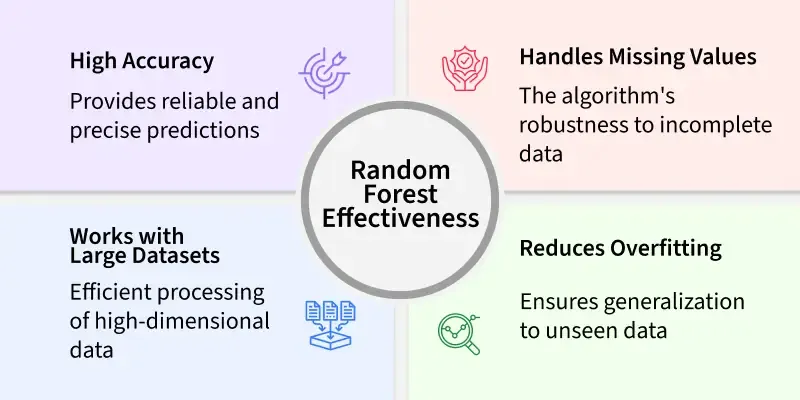 High Accuracy
Provides reliable and
precise predictions
Handles Missing Values
The algorithm's
robustness to incomplete
data
Random
Forest
Effectiveness
Works with
Large Datasets
Efficient processing
of high-dimensional
data
Reduces Overfitting
Ensures generalization
to unseen data